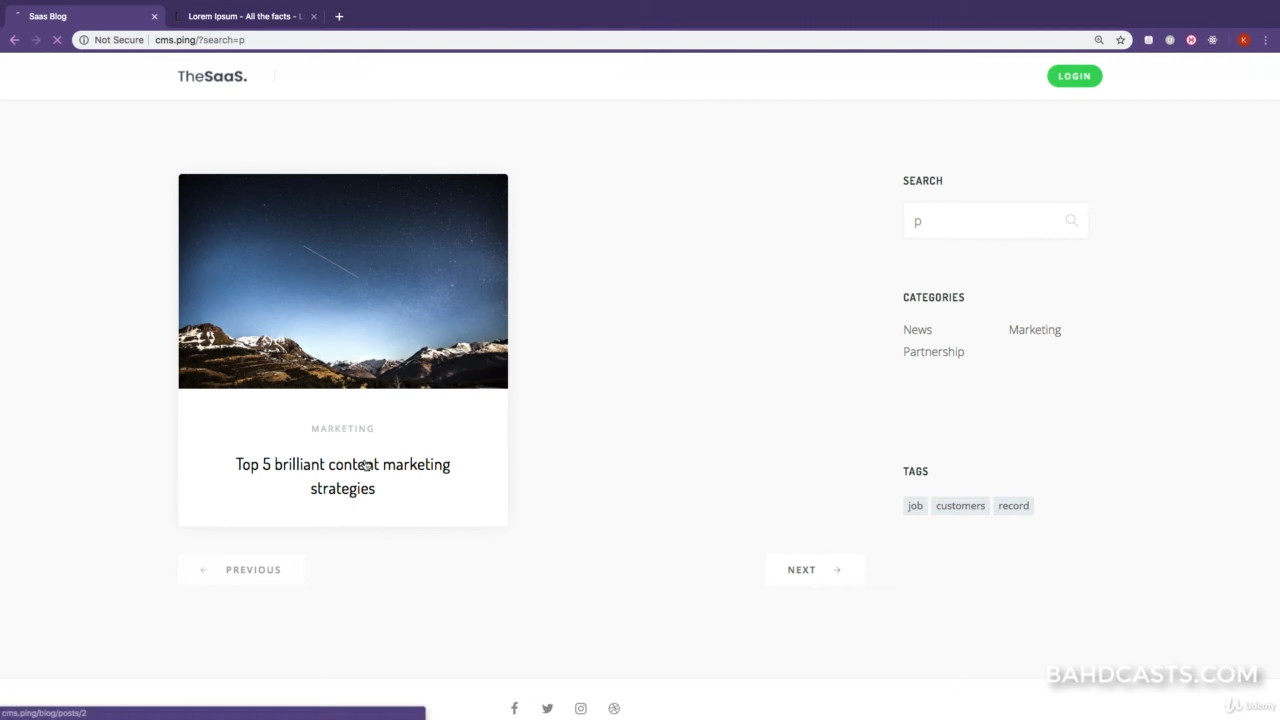 Saas Blog
Lorem Ipsum - All the facts - L
Not Secure
cms.ping/?search=p
K
TheSaaS.
LOGIN
SEARCH
p
CATEGORIES
News
Marketing
Partnership
MARKETING
Top 5 brilliant content marketing
strategies
TAGS
job
customers
record
PREVIOUS
NEXT
BAHDCASTS.COM
Udemy
cms.ping/blog/posts/2